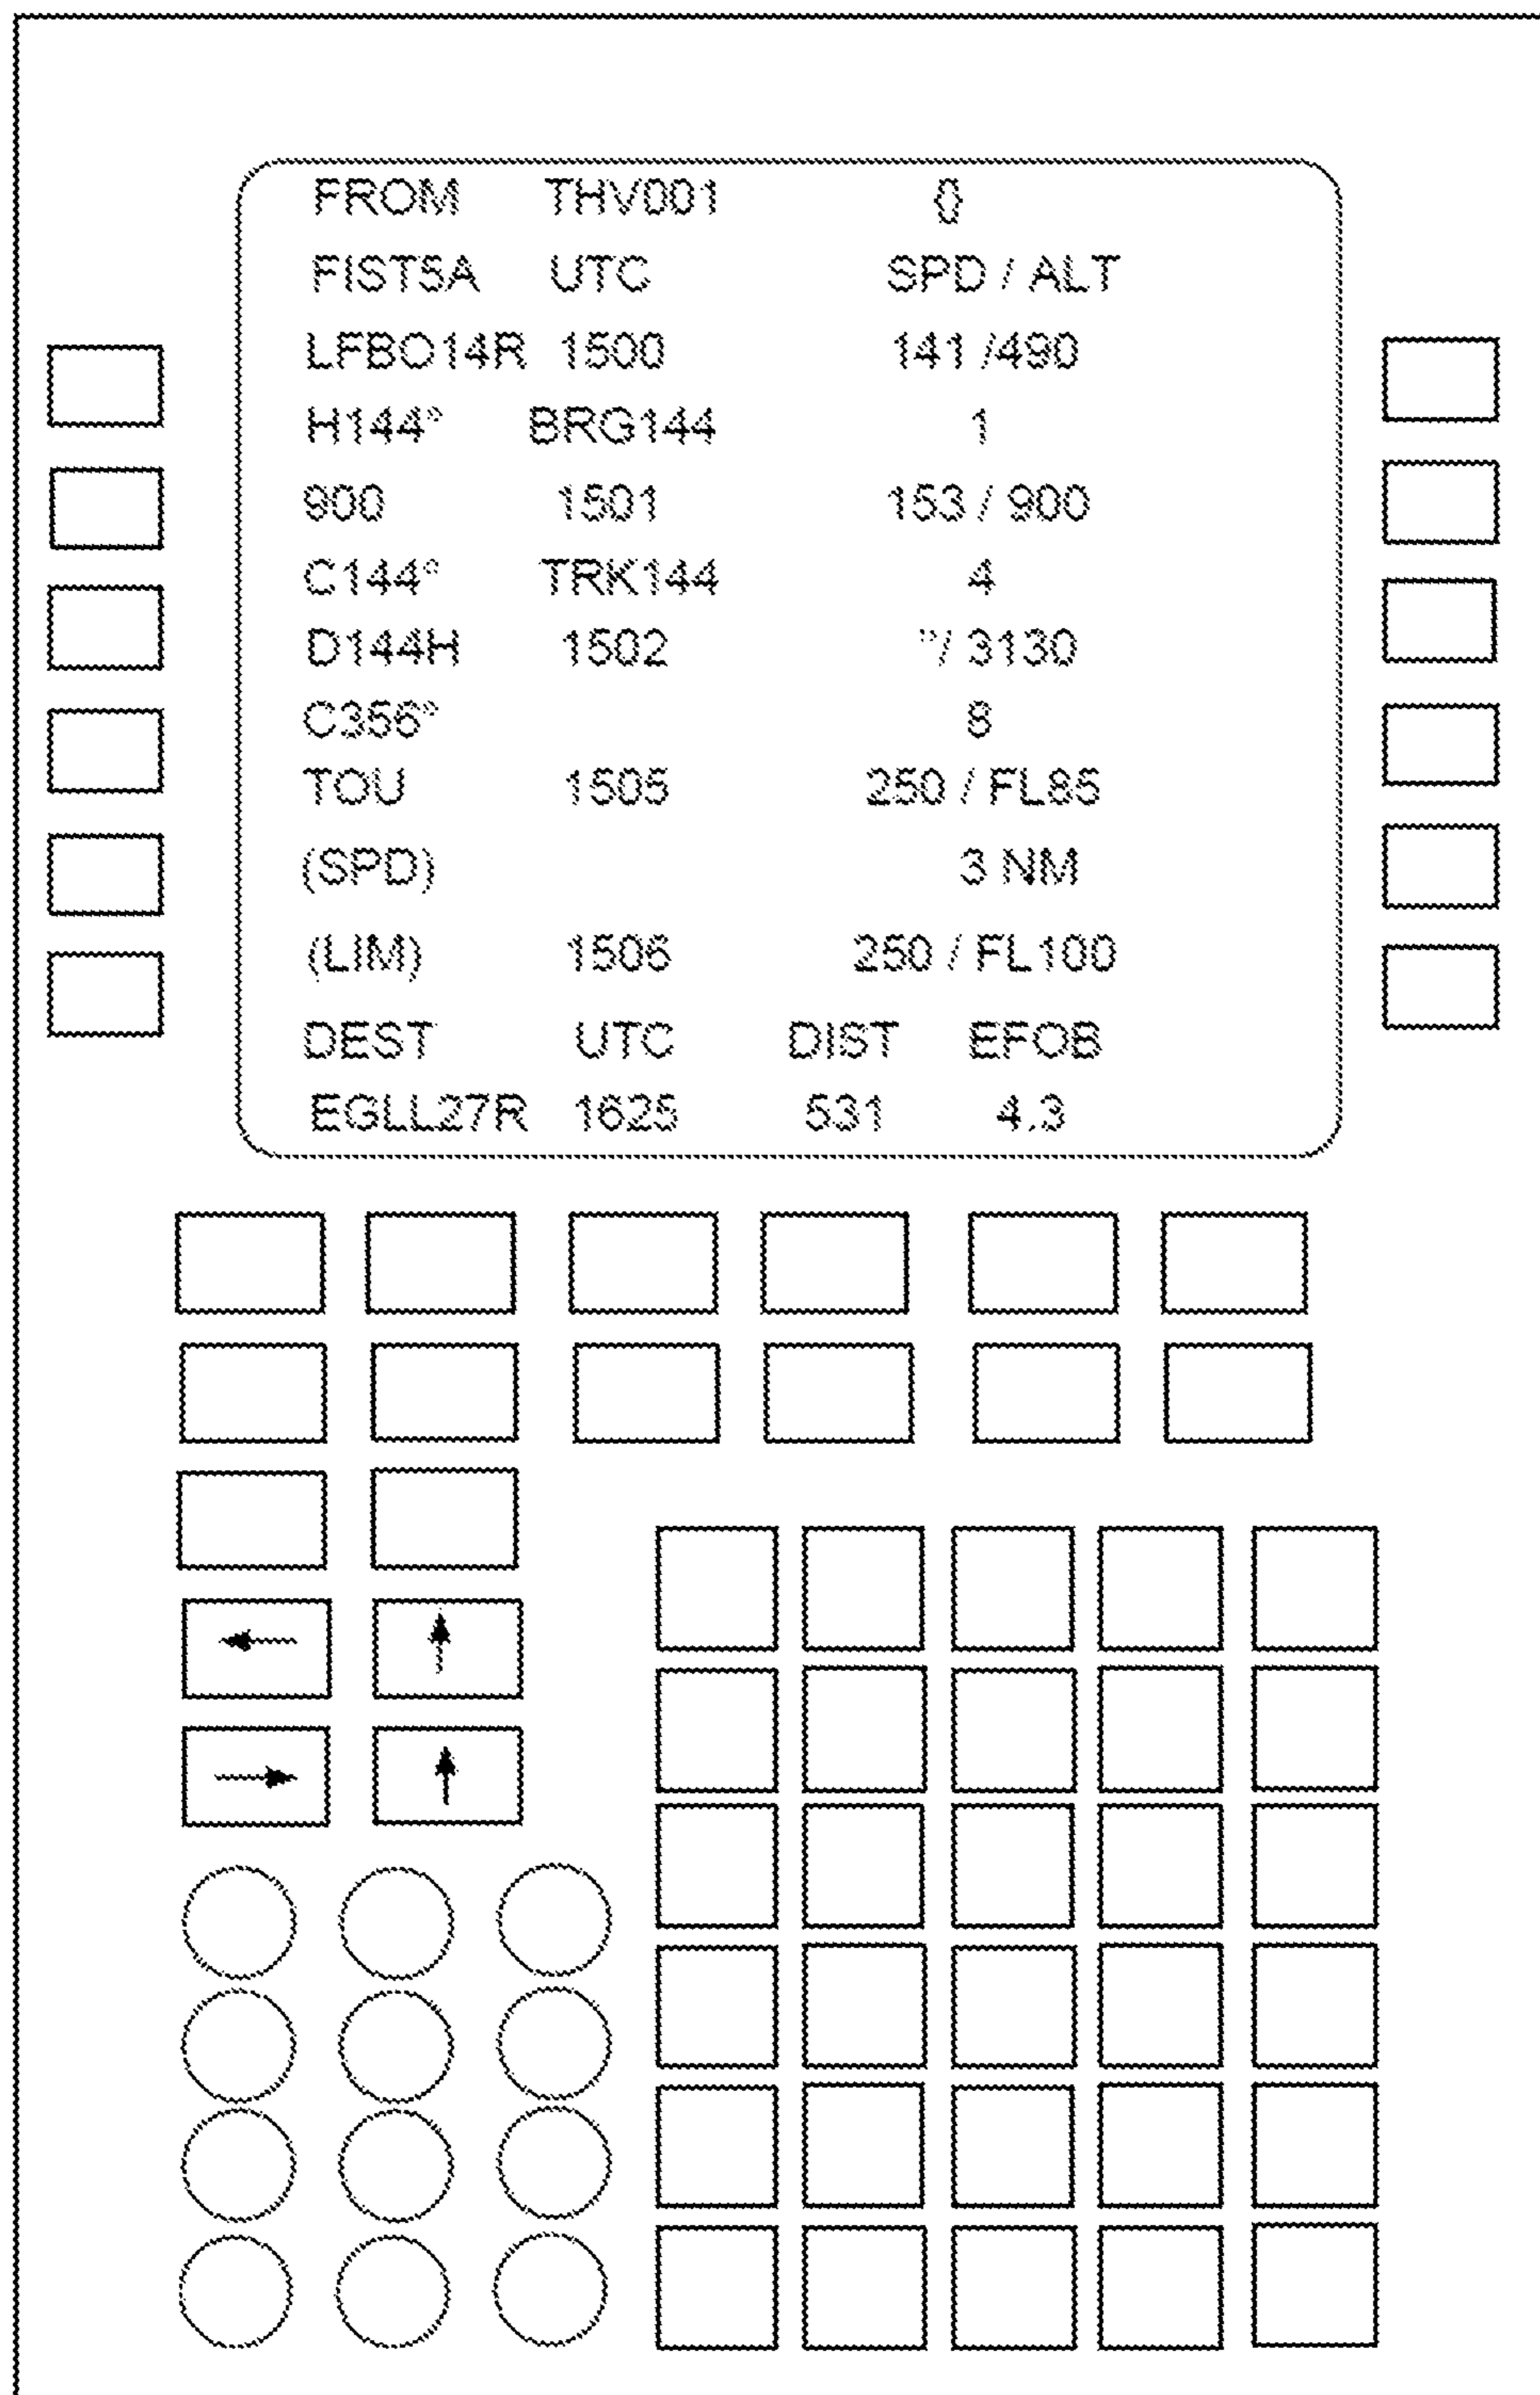 FROM THV001 0
FIST5A UTC SPD / ALT
LFBO14R 1500 141 /490
H144° BRG144 1
900 1501 153 / 900
C144° TRK144 4
D144H 1502 "/ 3130
C356° 8
TOU 1505 250 / FL85
(SPD) 3 NM
(LIM) 1506 250 / FL100
DEST UTC DIST EFOB
EGLL27R 1625 531 4.3